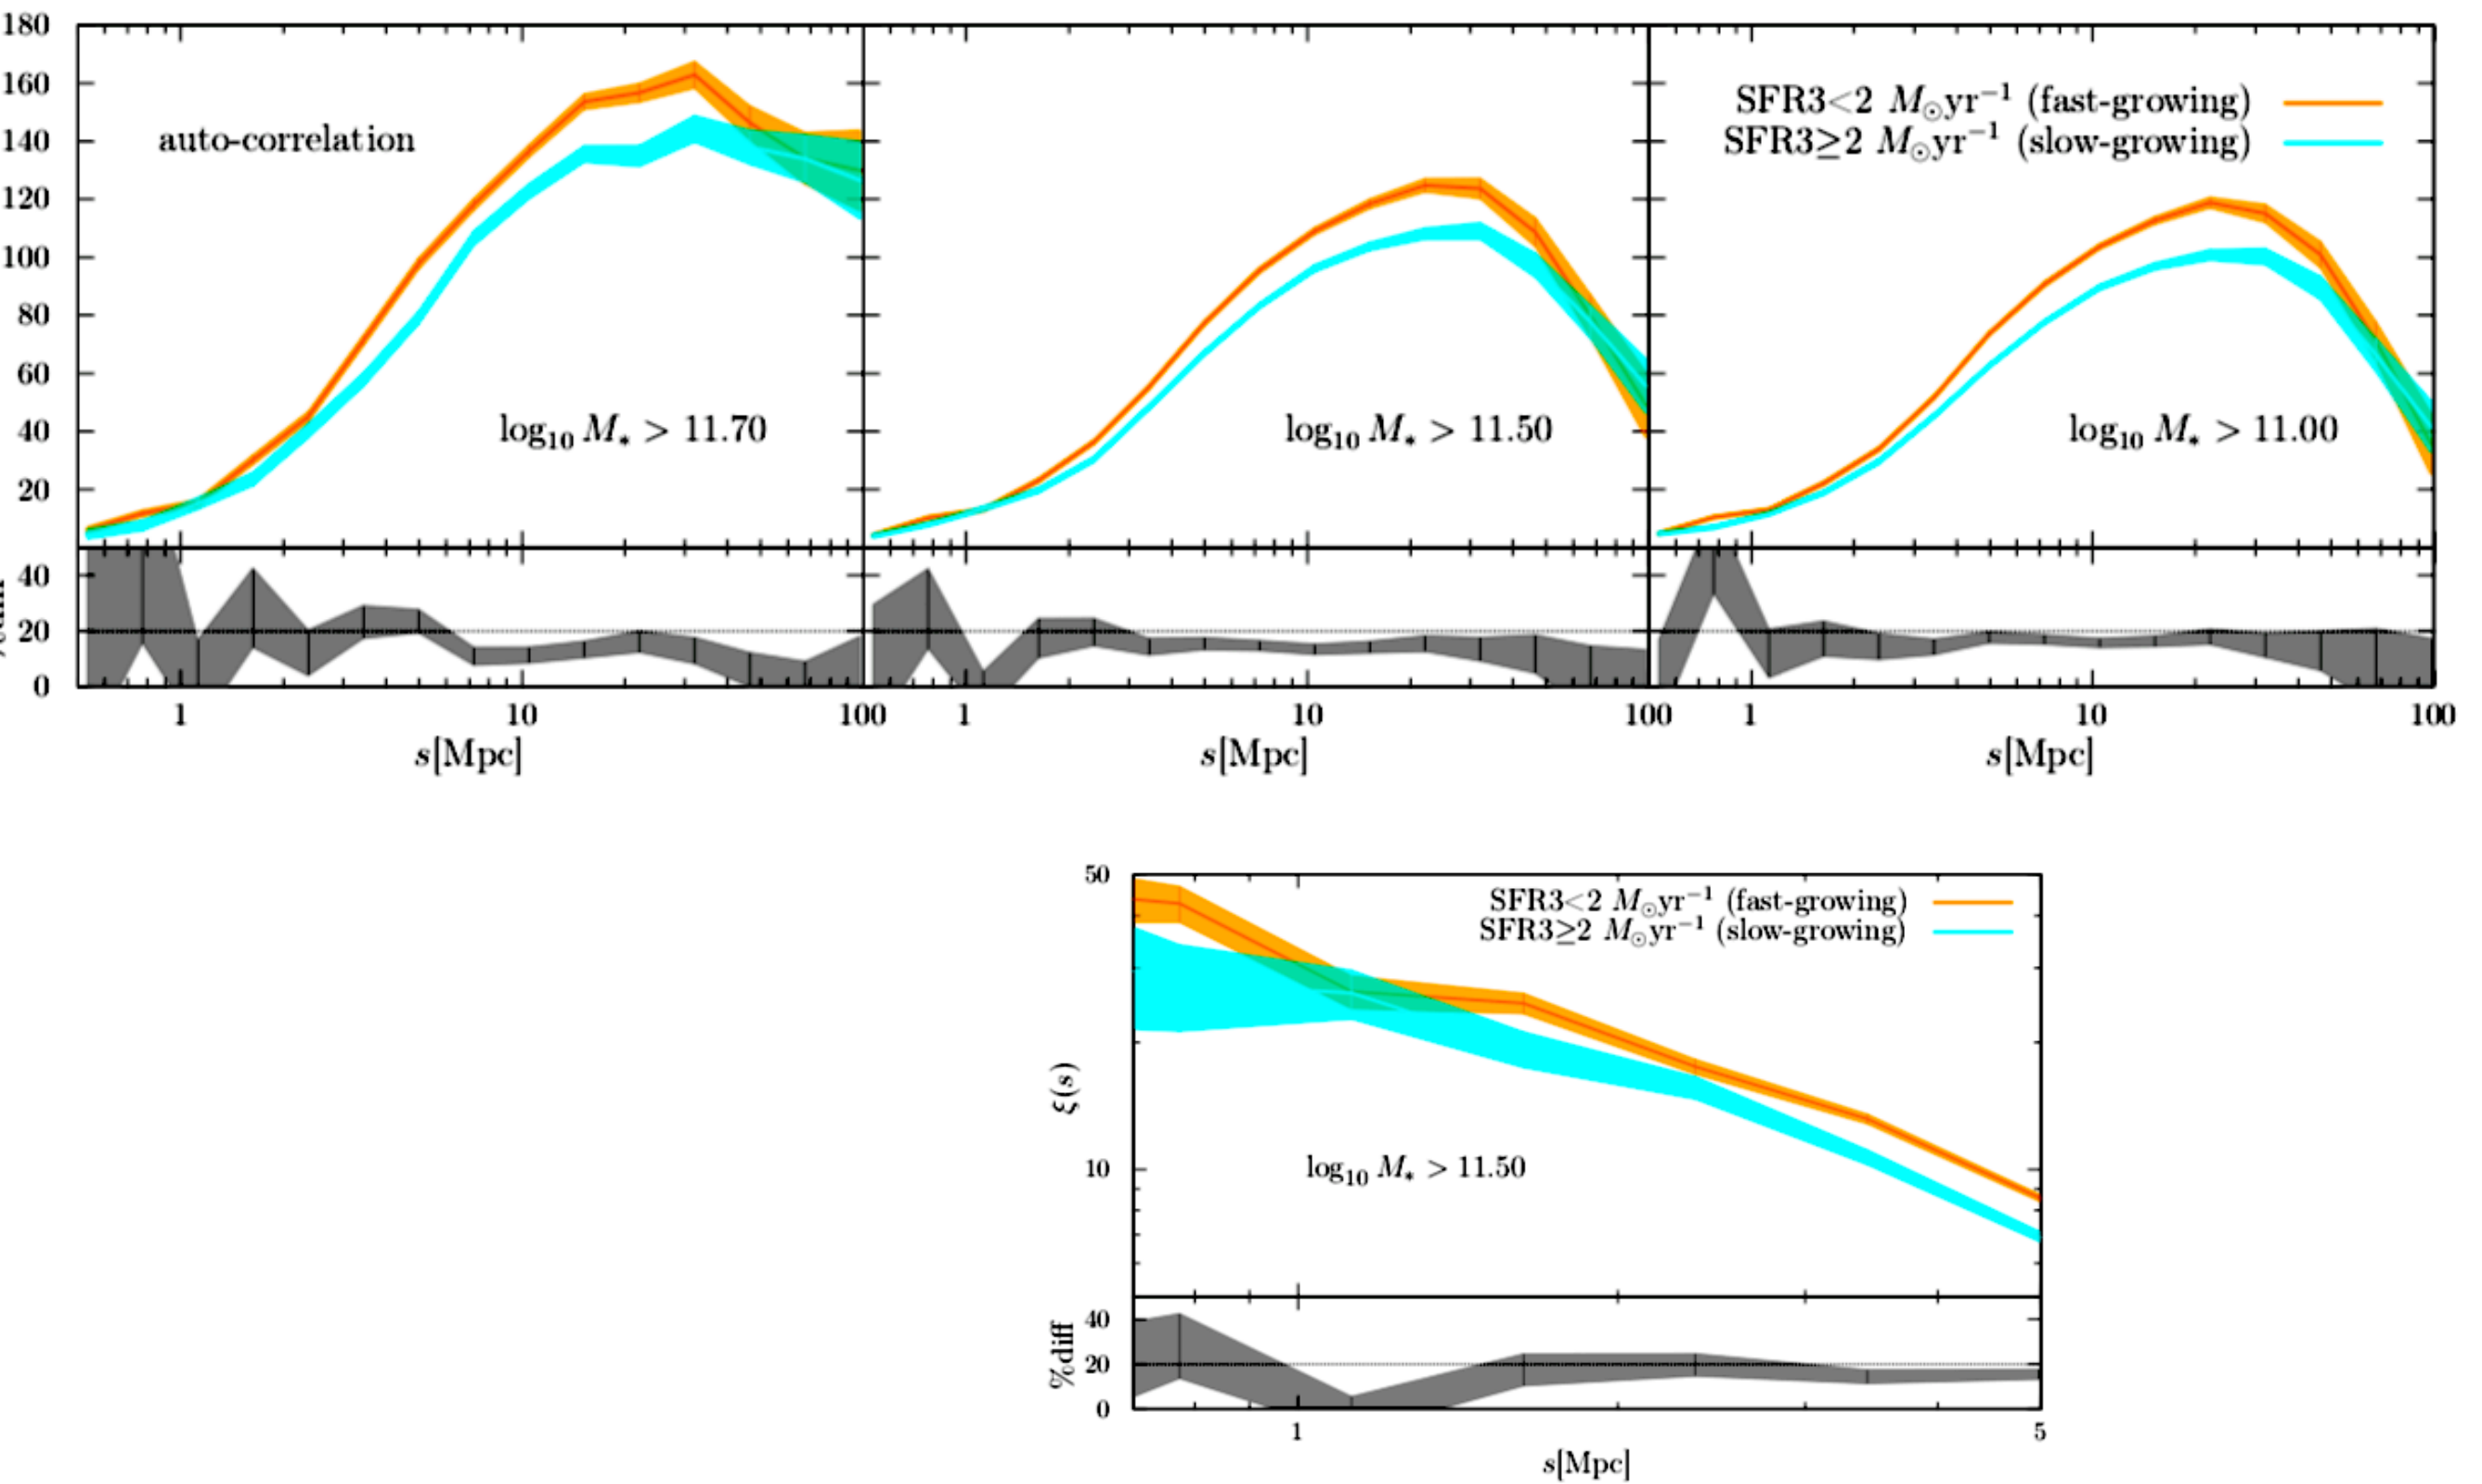 180
160
140
120
100
80
60
40
20
auto-correlation
log₁₀ M* > 11.70
log₁₀ M* > 11.50
SFR3<2 M⊙yr⁻¹ (fast-growing)
SFR3≥2 M⊙yr⁻¹ (slow-growing)
log₁₀ M* > 11.00
40
20
0
1 10 100 1 10 100 1 10 100
s[Mpc] s[Mpc] s[Mpc]
50
SFR3<2 M⊙yr⁻¹ (fast-growing)
SFR3≥2 M⊙yr⁻¹ (slow-growing)
ξ(s)
10
log₁₀ M* > 11.50
%diff
40
20
0
1 5
s[Mpc]